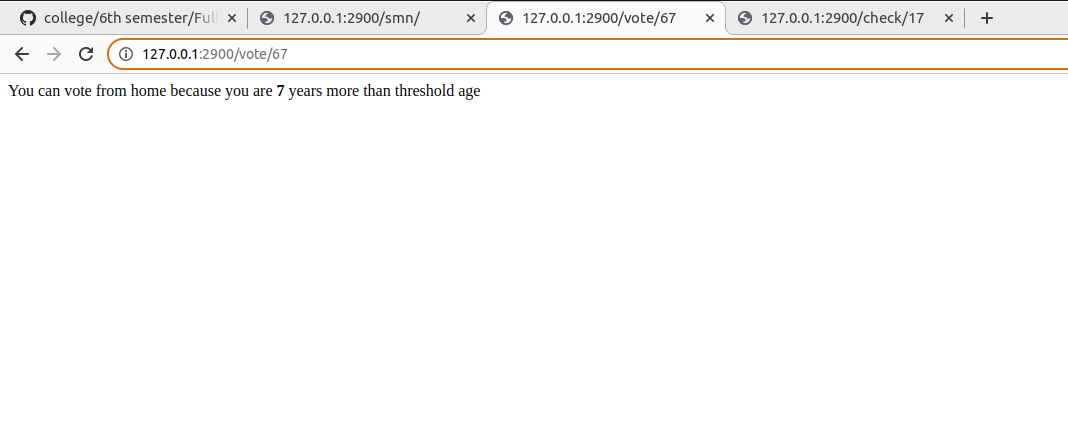 college/6th semester/Full
127.0.0.1:2900/smn/
127.0.0.1:2900/vote/67
127.0.0.1:2900/check/17
127.0.0.1:2900/vote/67
You can vote from home because you are 7 years more than threshold age